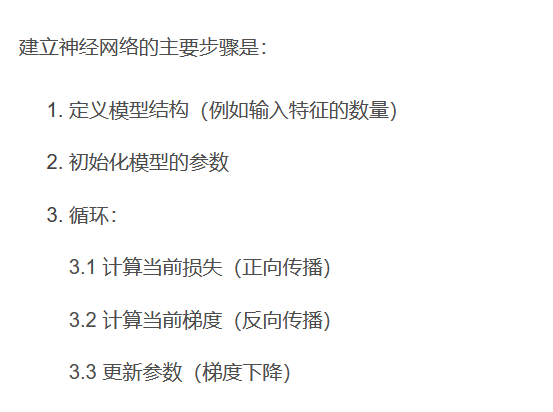 建立神经网络的主要步骤是：
1. 定义模型结构（例如输入特征的数量）
2. 初始化模型的参数
3. 循环：
3.1 计算当前损失（正向传播）
3.2 计算当前梯度（反向传播）
3.3 更新参数（梯度下降）